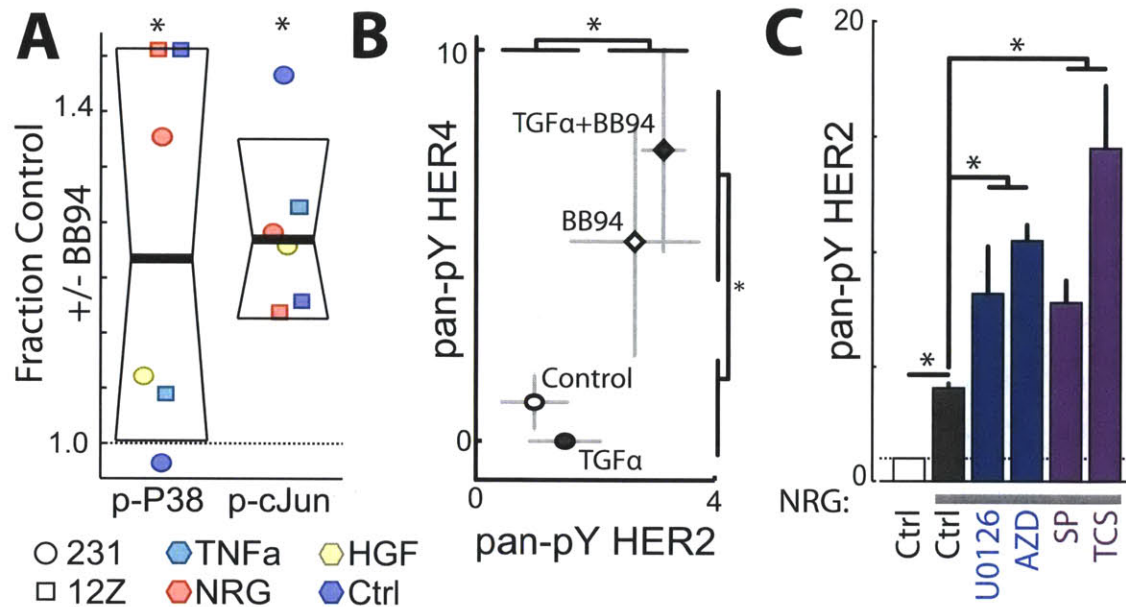 A
*
*
Fraction Control
+/- BB94
1.4
1.0
p-P38
p-cJun
231
TNFa
HGF
12Z
NRG
Ctrl
B
*
10
pan-pY HER4
TGFα+BB94
BB94
*
Control
0
TGFα
0
4
pan-pY HER2
C
20
*
pan-pY HER2
*
*
0
NRG:
Ctrl
Ctrl
U0126
AZD
SP
TCS